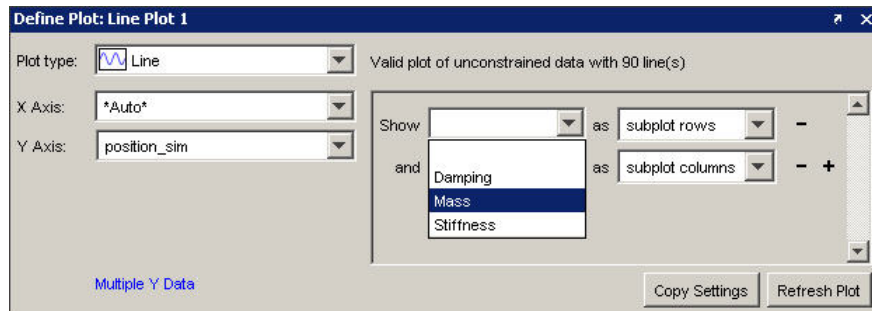 Define Plot: Line Plot 1
Plot type:
Line
X Axis:
*Auto*
Y Axis:
position_sim
Multiple Y Data
Valid plot of unconstrained data with 90 line(s)
Show
as
subplot rows
-
and
Damping
Mass
Stiffness
as
subplot columns
- +
Copy Settings
Refresh Plot